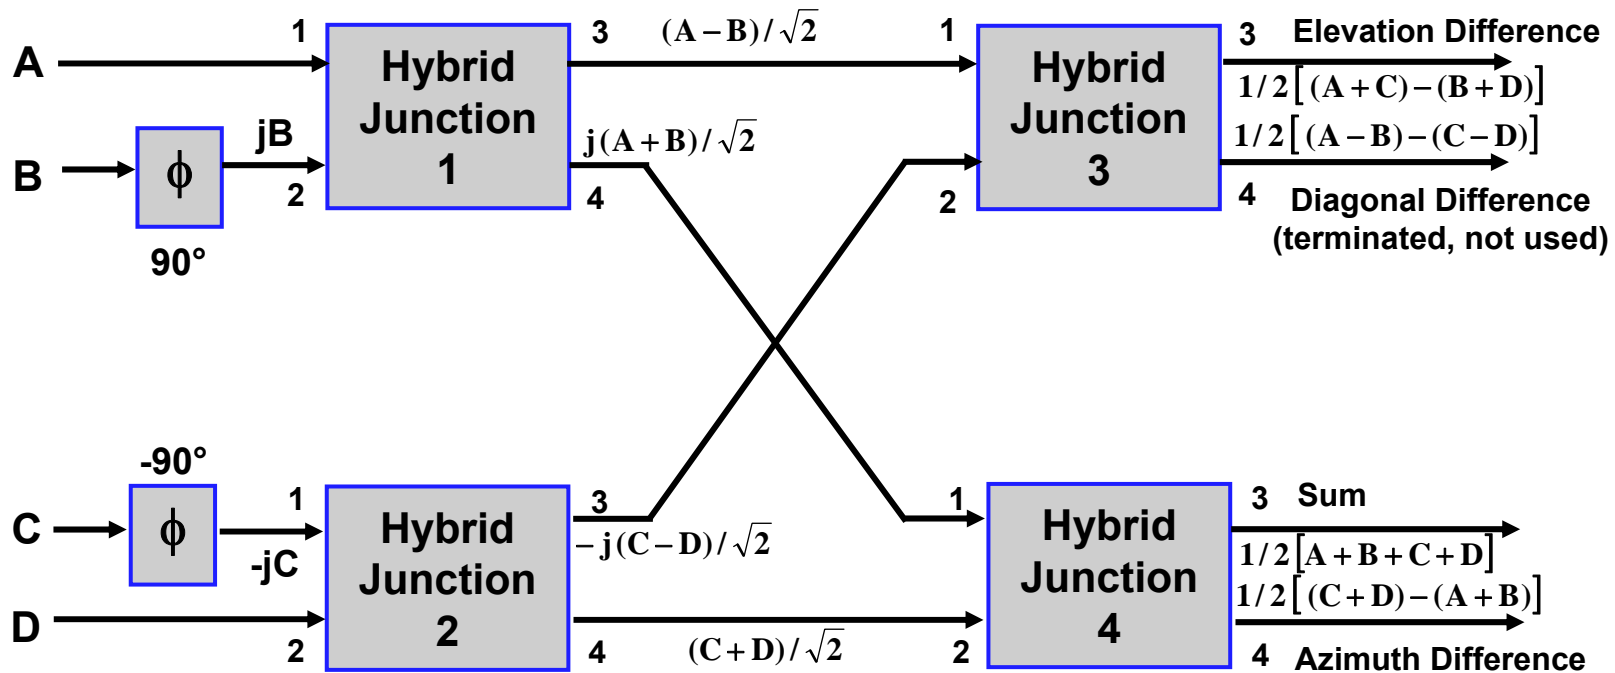 A
1
Hybrid
Junction
1
3
(A−B)/√2
1
Hybrid
Junction
3
3
Elevation Difference
1/2[(A+C)−(B+D)]
B
ϕ
90°
jB
2
j(A+B)/√2
4
2
1/2[(A−B)−(C−D)]
4
Diagonal Difference
(terminated, not used)
-90°
C
ϕ
1
-jC
Hybrid
Junction
2
3
−j(C−D)/√2
1
Hybrid
Junction
4
3
Sum
1/2[A+B+C+D]
D
2
4
(C+D)/√2
2
1/2[(C+D)−(A+B)]
4
Azimuth Difference